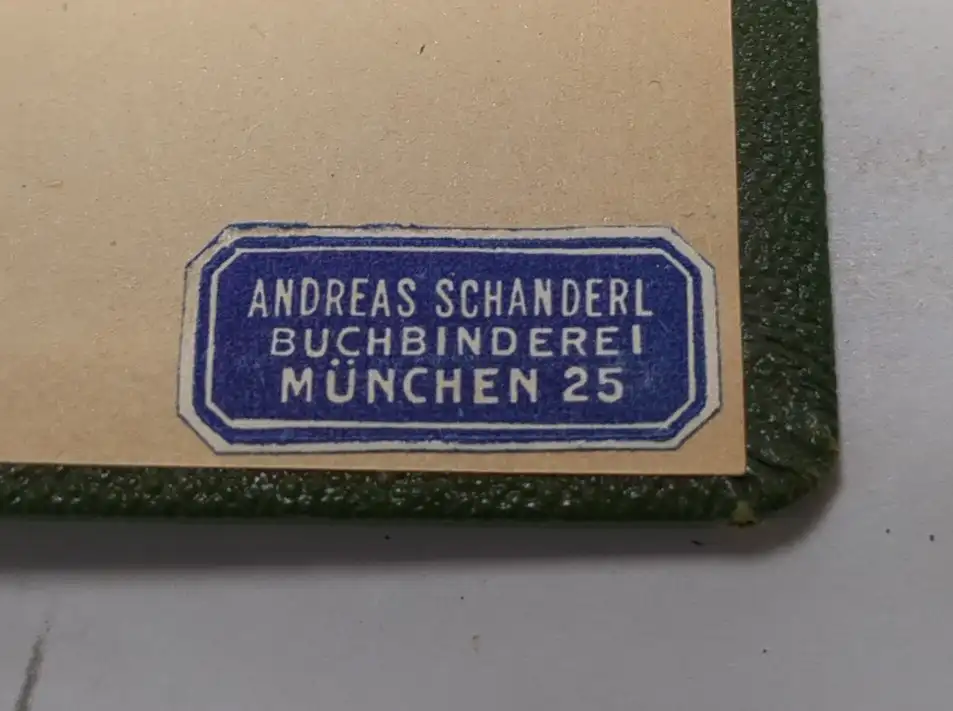 ANDREAS SCHANDERL
BUCHBINDEREI
MÜNCHEN 25